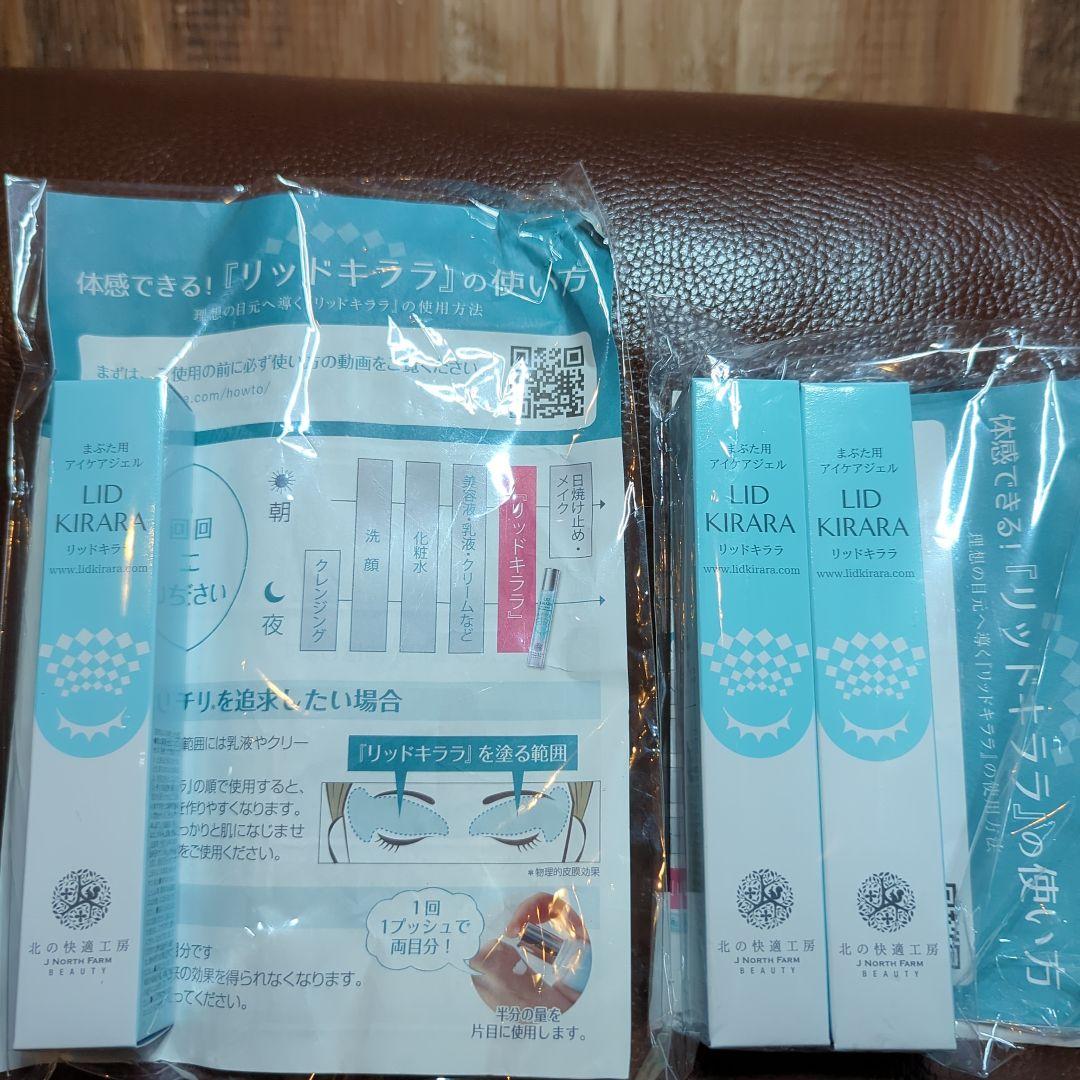 体感できる!『リッドキララ』の使い方
理想の目元へ導く『リッドキララ』の使用方法
まずは、ご使用の前に必ず使い方の動画をご覧ください
e.com/howto/
まぶた用
アイケアジェル
LID
KIRARA
リッドキララ
www.lidkirara.com
北の快適工房
J NORTH FARM
BEAUTY
回
ください
朝
夜
クレンジング
洗顔
化粧水
美容液・乳液・クリームなど
『リッドキララ』
日焼け止め・
メイク
を追求したい場合
範囲には乳液やクリー
の順で使用すると、
を作りやすくなります。
っかりと肌になじませ
をご使用ください。
『リッドキララ』を塗る範囲
*物理的皮膜効果
1回
1プッシュで
両目分!
目分です
の効果を得られなくなります。
ってください。
半分の量を
片目に使用します。
まぶた用
アイケアジェル
LID
KIRARA
リッドキララ
www.lidkirara.com
北の快適工房
J NORTH FARM
BEAUTY
まぶた用
アイケアジェル
LID
KIRARA
リッドキララ
www.lidkirara.com
北の快適工房
J NORTH FARM
BEAUTY
体感できる!『リッドキララ』の使い方
理想の目元へ導く『リッドキララ』の使用方法